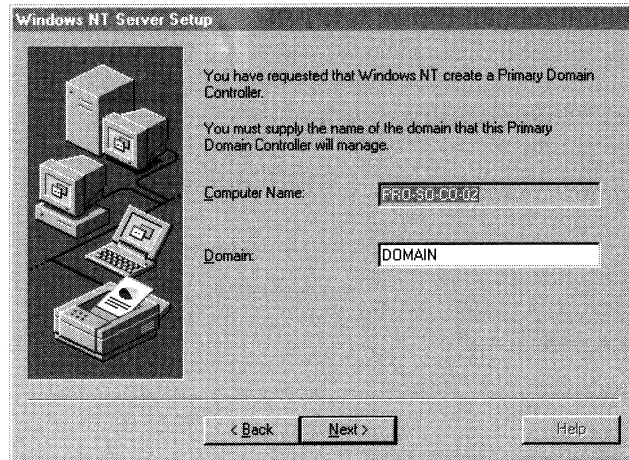 Windows NT Server Setup
You have requested that Windows NT create a Primary Domain
Controller.
You must supply the name of the domain that this Primary
Domain Controller will manage.
Computer Name:
PRO-SO-CO-02
Domain:
DOMAIN
< Back
Next >
Help